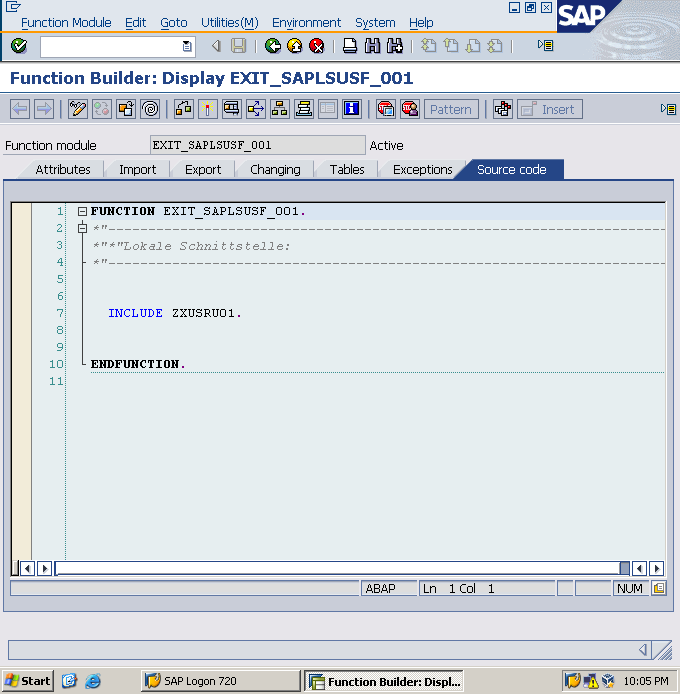 Function Module Edit Goto Utilities(M) Environment System Help
SAP
Function Builder: Display EXIT_SAPLSUSF_001
Pattern Insert
Function module EXIT_SAPLSUSF_001 Active
Attributes Import Export Changing Tables Exceptions Source code
1 FUNCTION EXIT_SAPLSUSF_001.
2 *"----------------------------------------------------------------------
3 *"*"Lokale Schnittstelle:
4 *"----------------------------------------------------------------------
5
6
7 INCLUDE ZXUSRU01.
8
9
10 ENDFUNCTION.
11
ABAP Ln 1 Col 1 NUM
Start SAP Logon 720 Function Builder: Displ... 10:05 PM